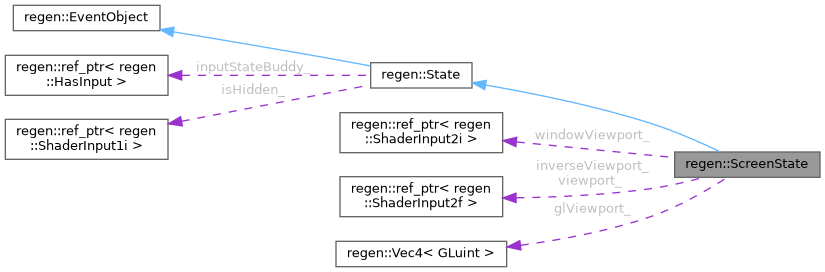 regen::EventObject
regen::ref_ptr< regen
::HasInput >
inputStateBuddy_
isHidden_
regen::State
regen::ref_ptr< regen
::ShaderInput1i >
regen::ref_ptr< regen
::ShaderInput2i >
windowViewport_
regen::ScreenState
inverseViewport_
viewport_
regen::ref_ptr< regen
::ShaderInput2f >
glViewport_
regen::Vec4< GLuint >